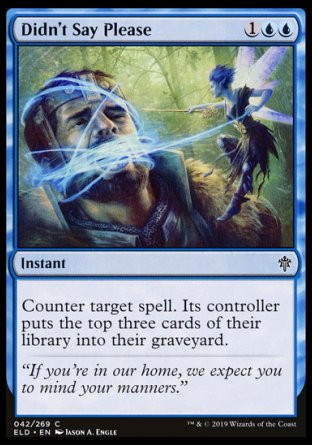 Didn't Say Please 1
Instant
Counter target spell. Its controller
puts the top three cards of their
library into their graveyard.
“If you're in our home, we expect you
to mind your manners.”
042/269 C
ELD • EN Jason A. Engle
™ & © 2019 Wizards of the Coast